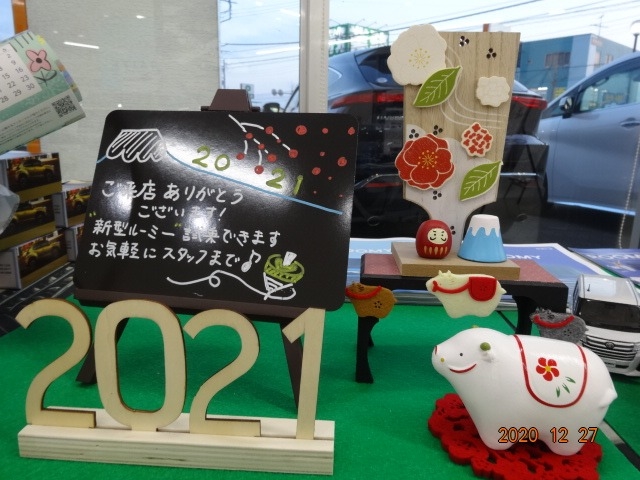 20
21
ご来店ありがとう
ございます!
"新型ルーミー"試乗できます
お気軽にスタッフまで♪
2021
2020 12 27